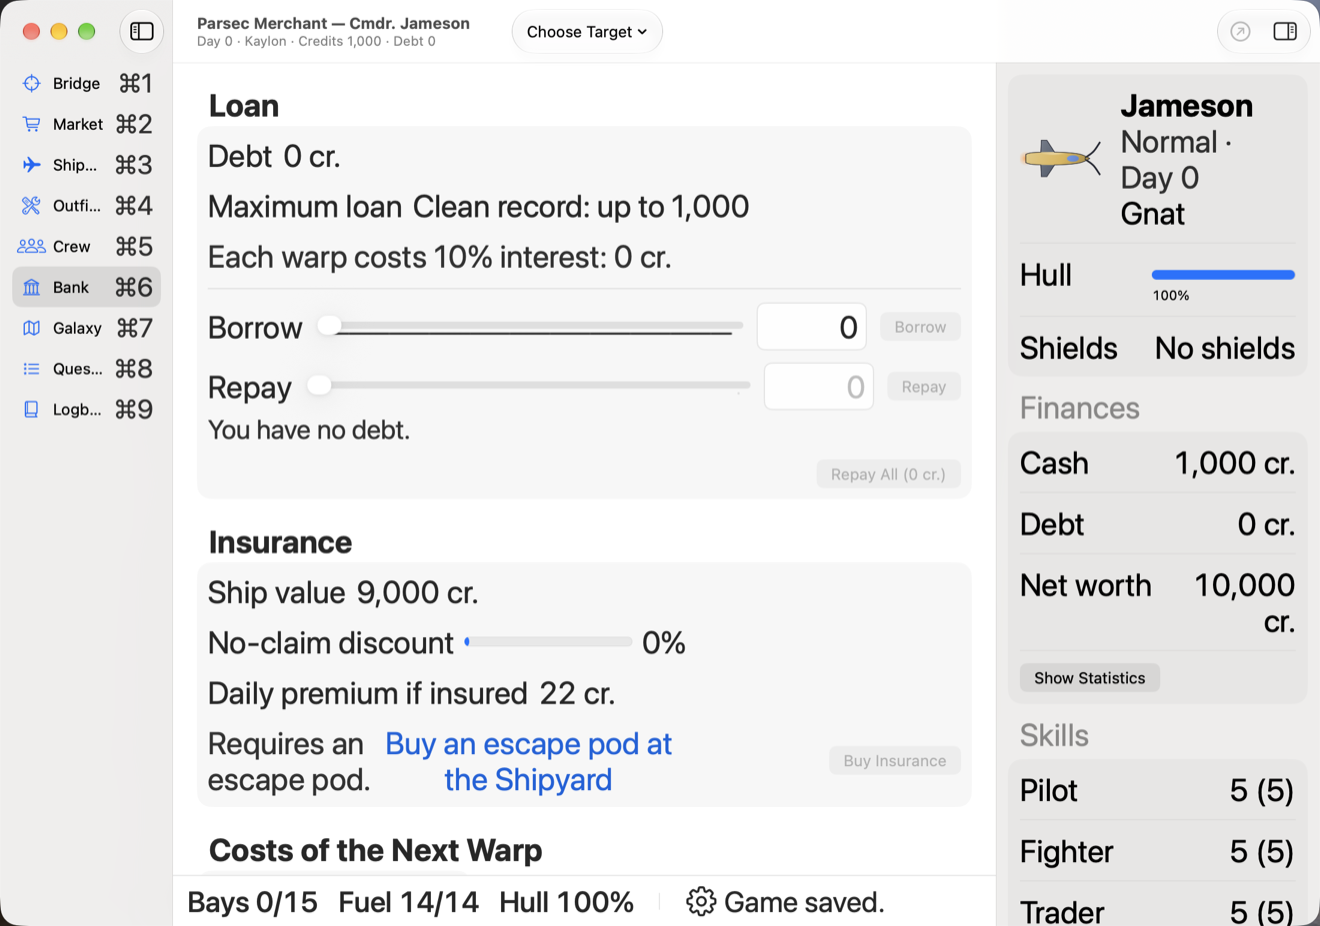 Parsec Merchant — Cmdr. Jameson
Day 0 · Kaylon · Credits 1,000 · Debt 0
Choose Target
Bridge ⌘1
Market ⌘2
Ship... ⌘3
Outfi... ⌘4
Crew ⌘5
Bank ⌘6
Galaxy ⌘7
Ques... ⌘8
Logb... ⌘9
Loan
Debt 0 cr.
Maximum loan Clean record: up to 1,000
Each warp costs 10% interest: 0 cr.
Borrow 0 Borrow
Repay 0 Repay
You have no debt.
Repay All (0 cr.)
Insurance
Ship value 9,000 cr.
No-claim discount 0%
Daily premium if insured 22 cr.
Requires an
escape pod.
Buy an escape pod at
the Shipyard
Buy Insurance
Costs of the Next Warp
Bays 0/15 Fuel 14/14 Hull 100% Game saved.
Jameson
Normal ·
Day 0
Gnat
Hull
100%
Shields No shields
Finances
Cash 1,000 cr.
Debt 0 cr.
Net worth 10,000
cr.
Show Statistics
Skills
Pilot 5 (5)
Fighter 5 (5)
Trader 5 (5)